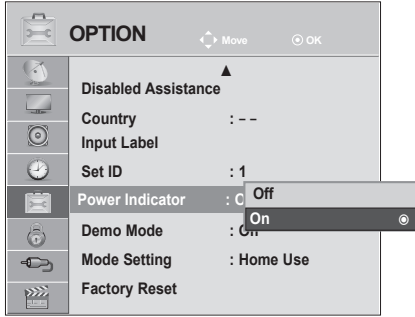 OPTION Move OK
Disabled Assistance
Country : – –
Input Label
Set ID : 1
Power Indicator :
Off
On
Demo Mode :
Mode Setting : Home Use
Factory Reset